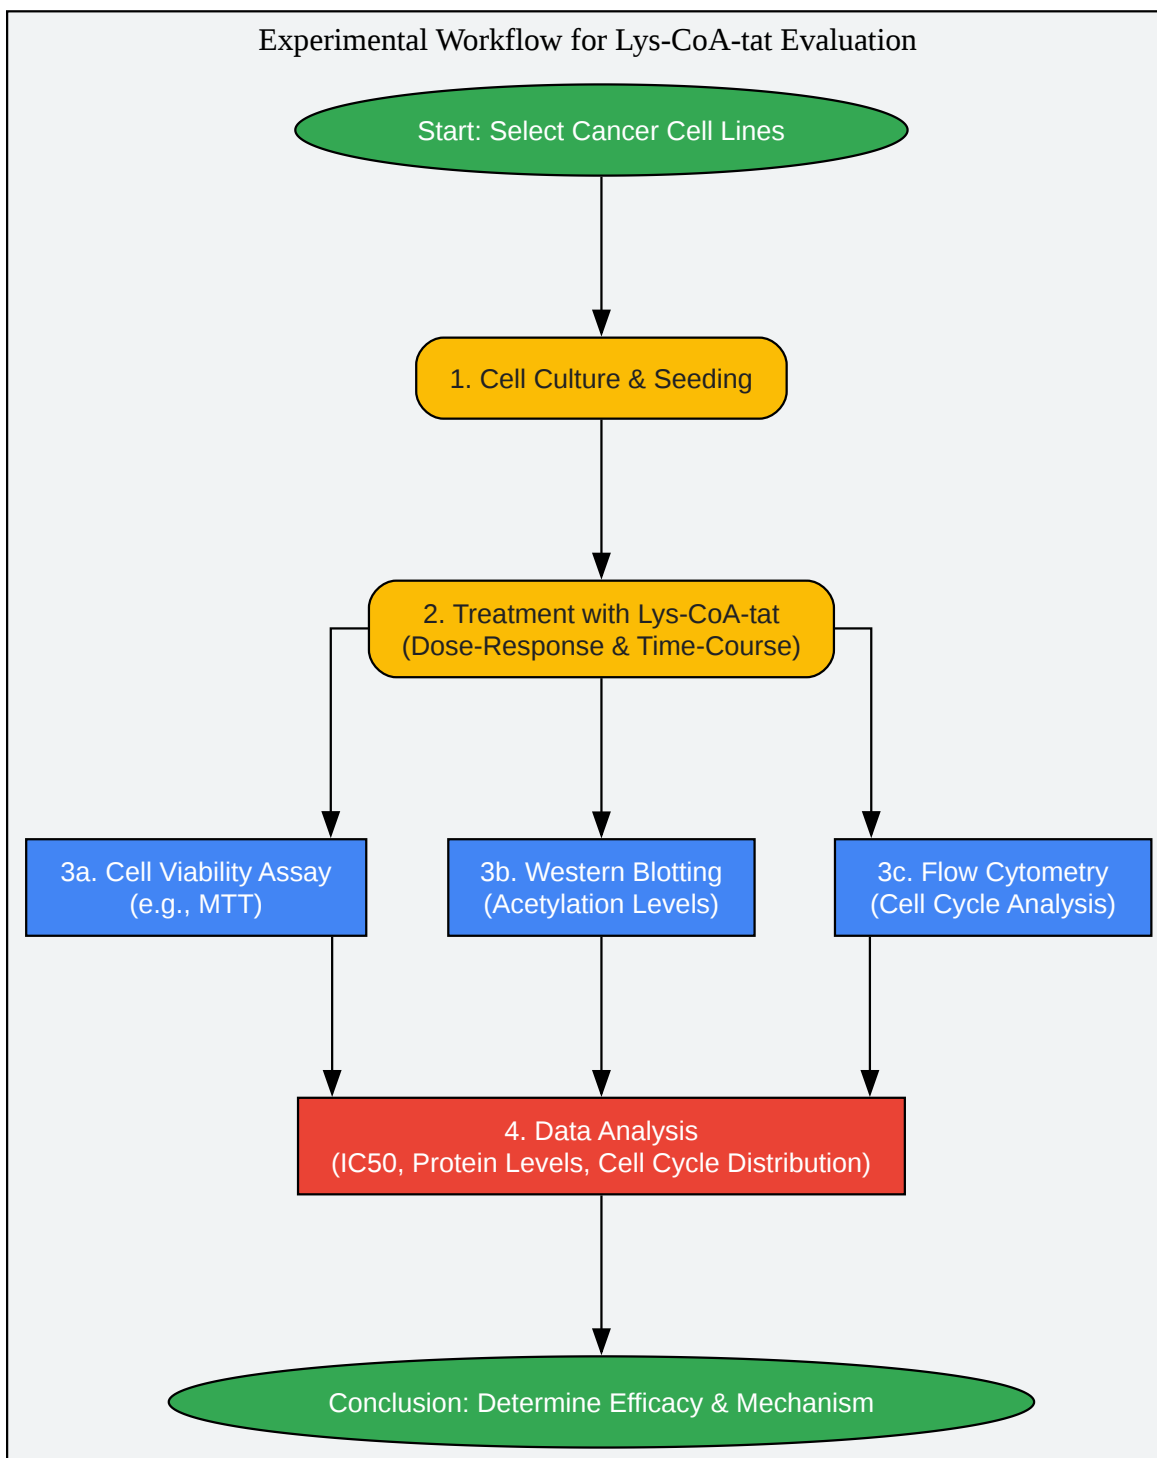 Experimental Workflow for Lys-CoA-tat Evaluation
Start: Select Cancer Cell Lines
1. Cell Culture & Seeding
2. Treatment with Lys-CoA-tat
(Dose-Response & Time-Course)
3a. Cell Viability Assay
(e.g., MTT)
3b. Western Blotting
(Acetylation Levels)
3c. Flow Cytometry
(Cell Cycle Analysis)
4. Data Analysis
(IC50, Protein Levels, Cell Cycle Distribution)
Conclusion: Determine Efficacy & Mechanism